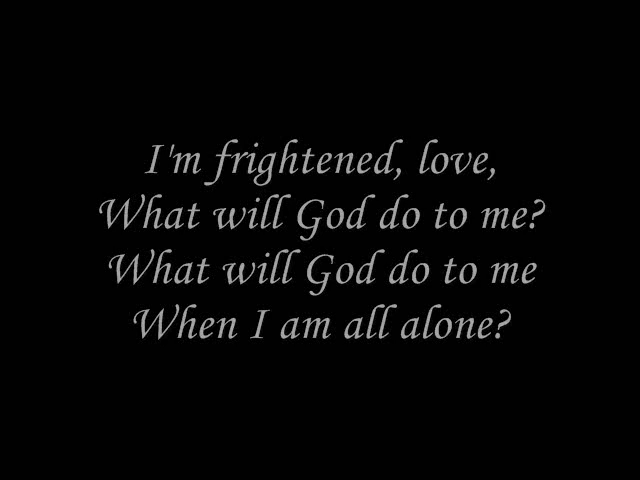 I'm frightened, love,
What will God do to me?
What will God do to me
When I am all alone?